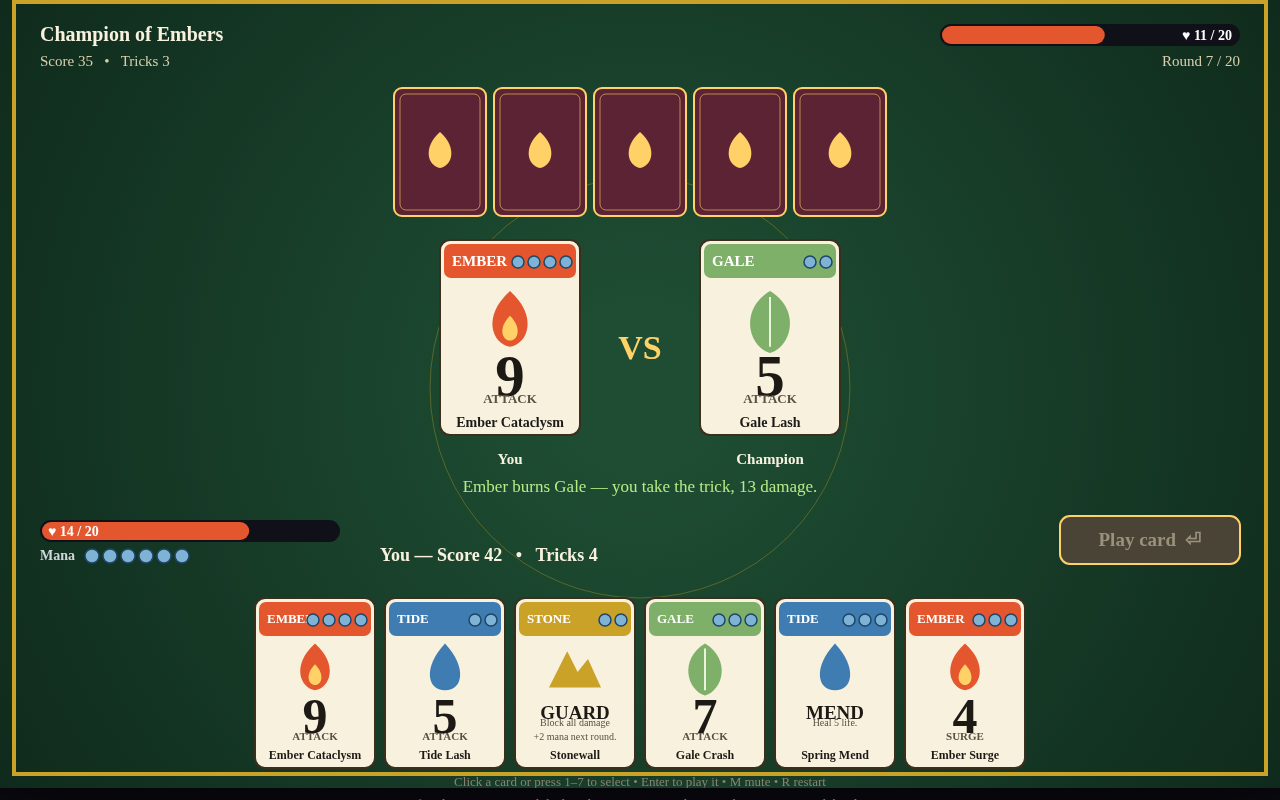 Champion of Embers
♥ 11 / 20
Score 35 • Tricks 3
Round 7 / 20
EMBER
GALE
9
ATTACK
Ember Cataclysm
VS
5
ATTACK
Gale Lash
You
Champion
Ember burns Gale — you take the trick, 13 damage.
♥ 14 / 20
Mana
You — Score 42 • Tricks 4
Play card ⏎
EMBE
9
ATTACK
Ember Cataclysm
TIDE
5
ATTACK
Tide Lash
STONE
GUARD
Block all damage
+2 mana next round.
Stonewall
GALE
7
ATTACK
Gale Crash
TIDE
MEND
Heal 5 life.
Spring Mend
EMBER
4
SURGE
Ember Surge
Click a card or press 1–7 to select • Enter to play it • M mute • R restart